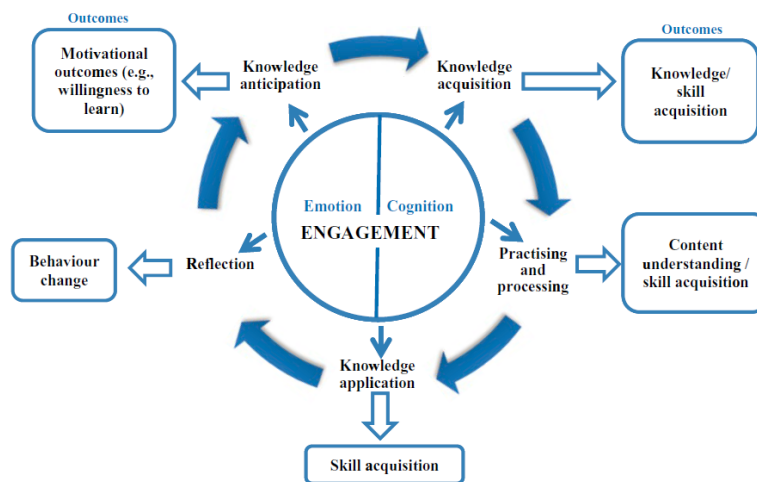 Outcomes
Motivational
outcomes (e.g.,
willingness to
learn)
Knowledge
anticipation
Knowledge
acquisition
Outcomes
Knowledge/
skill
acquisition
Emotion
Cognition
ENGAGEMENT
Behaviour
change
Reflection
Practising
and
processing
Content
understanding /
skill acquisition
Knowledge
application
Skill acquisition